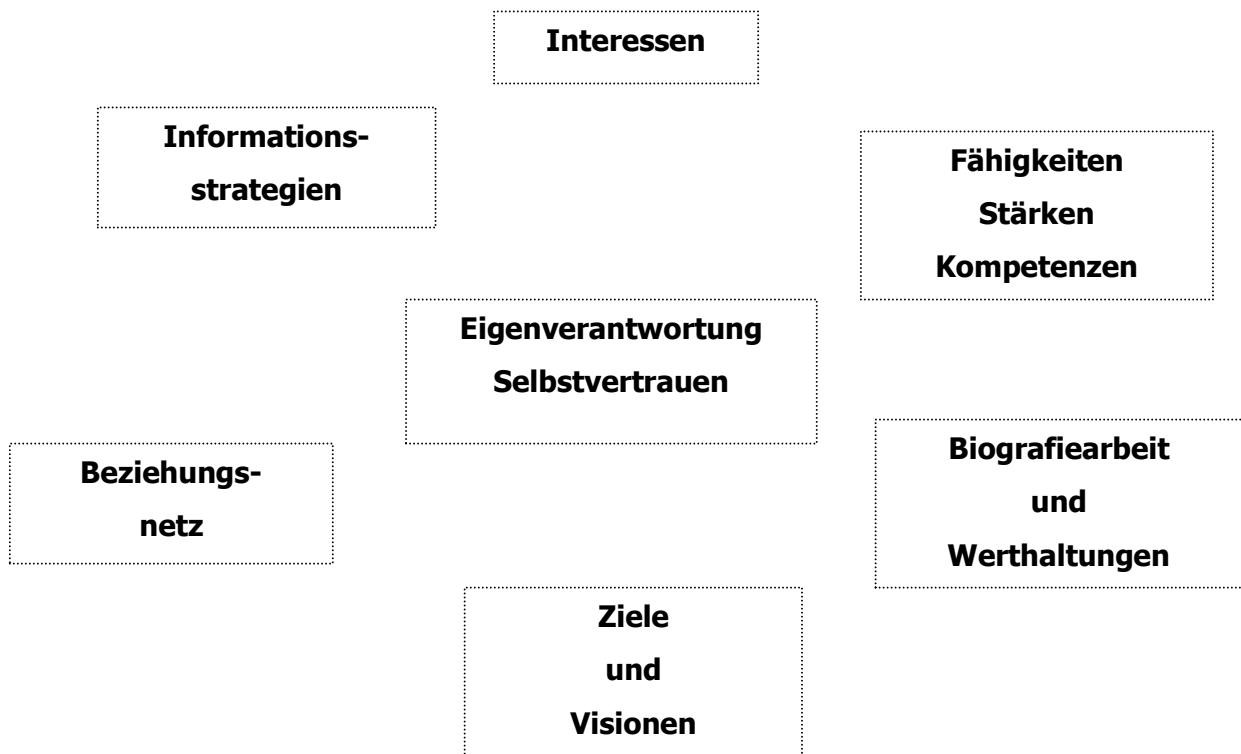 Interessen
Informations-
strategien
Fähigkeiten
Stärken
Kompetenzen
Eigenverantwortung
Selbstvertrauen
Beziehungs-
netz
Biografiearbeit
und
Werthaltungen
Ziele
und
Visionen